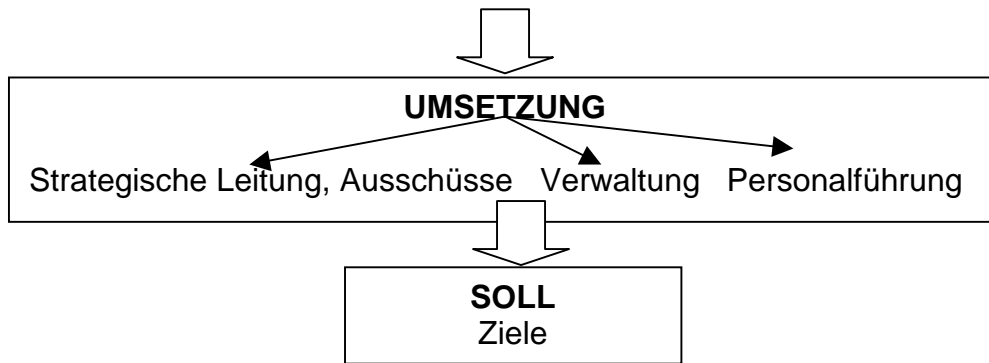 UMSETZUNG
Strategische Leitung, Ausschüsse Verwaltung Personalführung
SOLL
Ziele